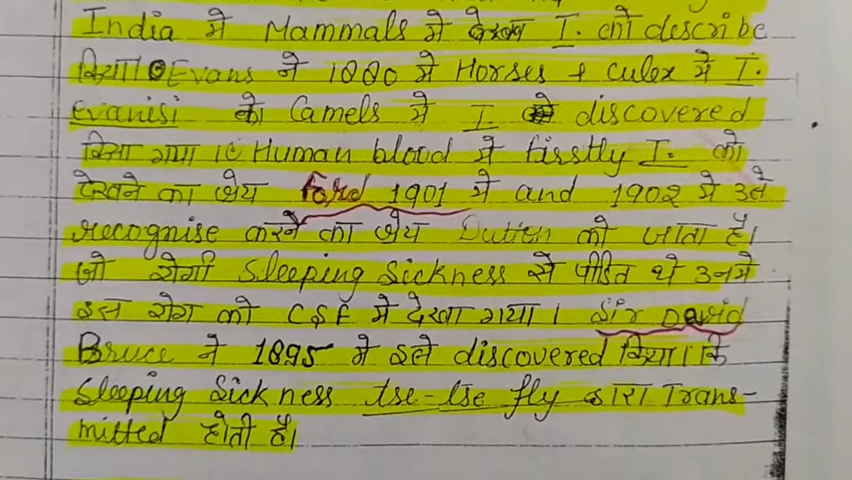 India में Mammals में देखा I. को describe
किया। Evans ने 1880 में Horses + culex में I.
evanisi को Camels में I. discovered
किया गया। Human blood में firstly I. को
देखने का श्रेय Ford 1901 में and 1902 में उसे
recognise करने का श्रेय Dutton को जाता है।
जो रोगी Sleeping Sickness से पीडित थे उनमे
इस रोग को CSF में देखा गया। Sir David
Bruce ने 1895 मे इसे discovered किया। कि
Sleeping Sickness tse-tse fly द्वारा Trans-
mitted होती है।